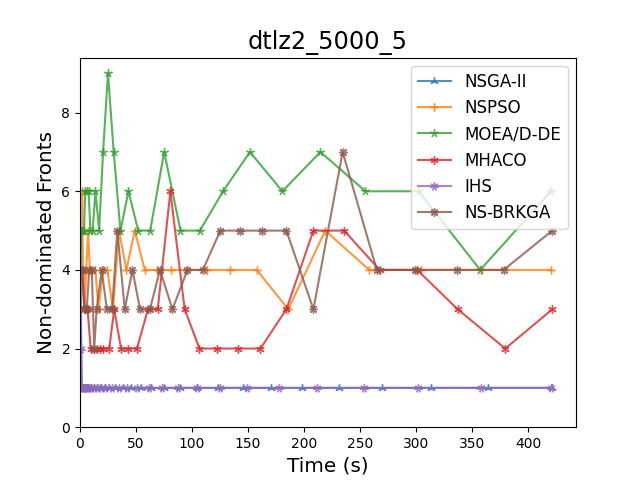 dtlz2_5000_5
Non-dominated Fronts
8
6
4
2
0
0 50 100 150 200 250 300 350 400
Time (s)
NSGA-II
NSPSO
MOEA/D-DE
MHACO
IHS
NS-BRKGA